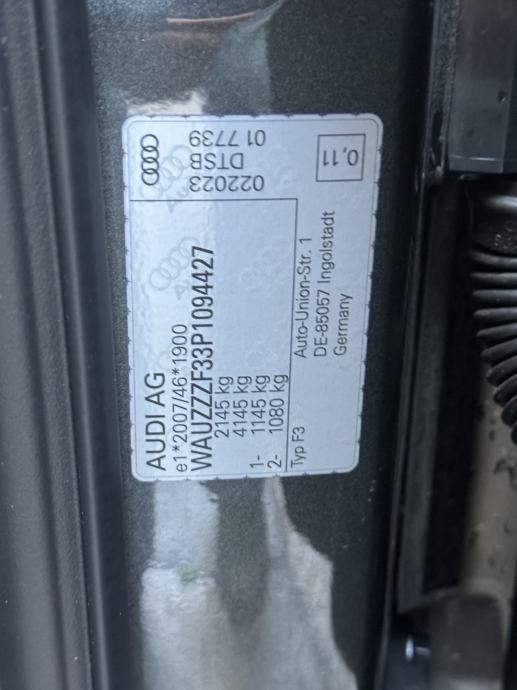 AUDI AG
e1*2007/46*1900
WAUZZZF33P1094427
2145 kg
4145 kg
1- 1145 kg
2- 1080 kg
Typ F3
Auto-Union-Str. 1
DE-85057 Ingolstadt
Germany
022023
DTSB
01 7739
0,11